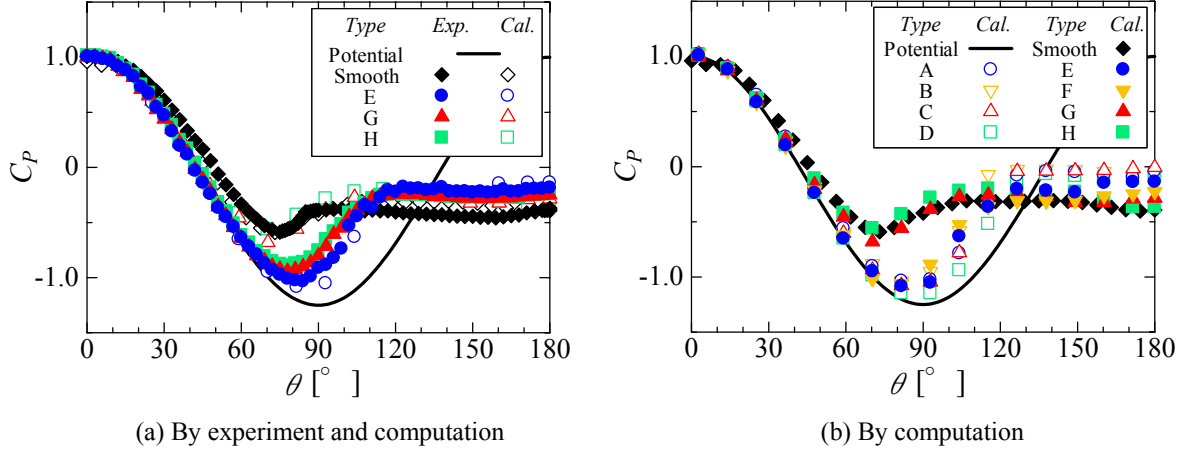 Type Exp. Cal.
Potential
Smooth
E
G
H
1.0
0
-1.0
C_P
0 30 60 90 120 150 180
θ [°]
(a) By experiment and computation
Type Cal. Type Cal.
Potential Smooth
A E
B F
C G
D H
1.0
0
-1.0
C_P
0 30 60 90 120 150 180
θ [°]
(b) By computation